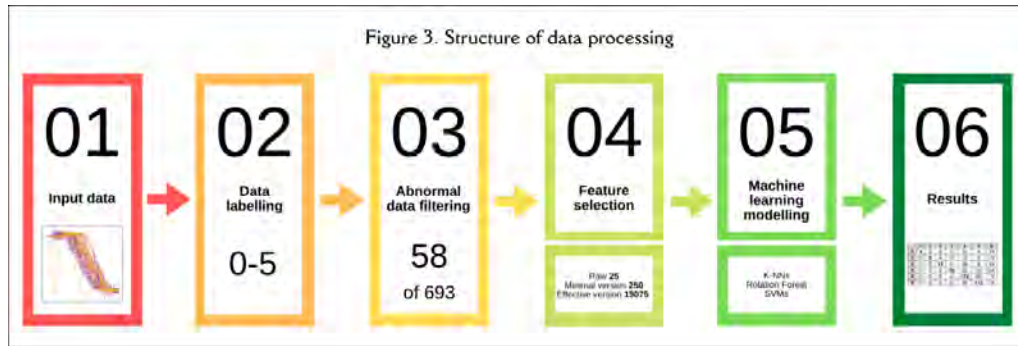 Figure 3. Structure of data processing
01
Input data
02
Data
labelling
0-5
03
Abnormal
data filtering
58
of 693
04
Feature
selection
Raw 25
Minimal version 250
Effective version 15075
05
Machine
learning
modelling
K-NNs
Rotation Forest
SVMs
06
Results